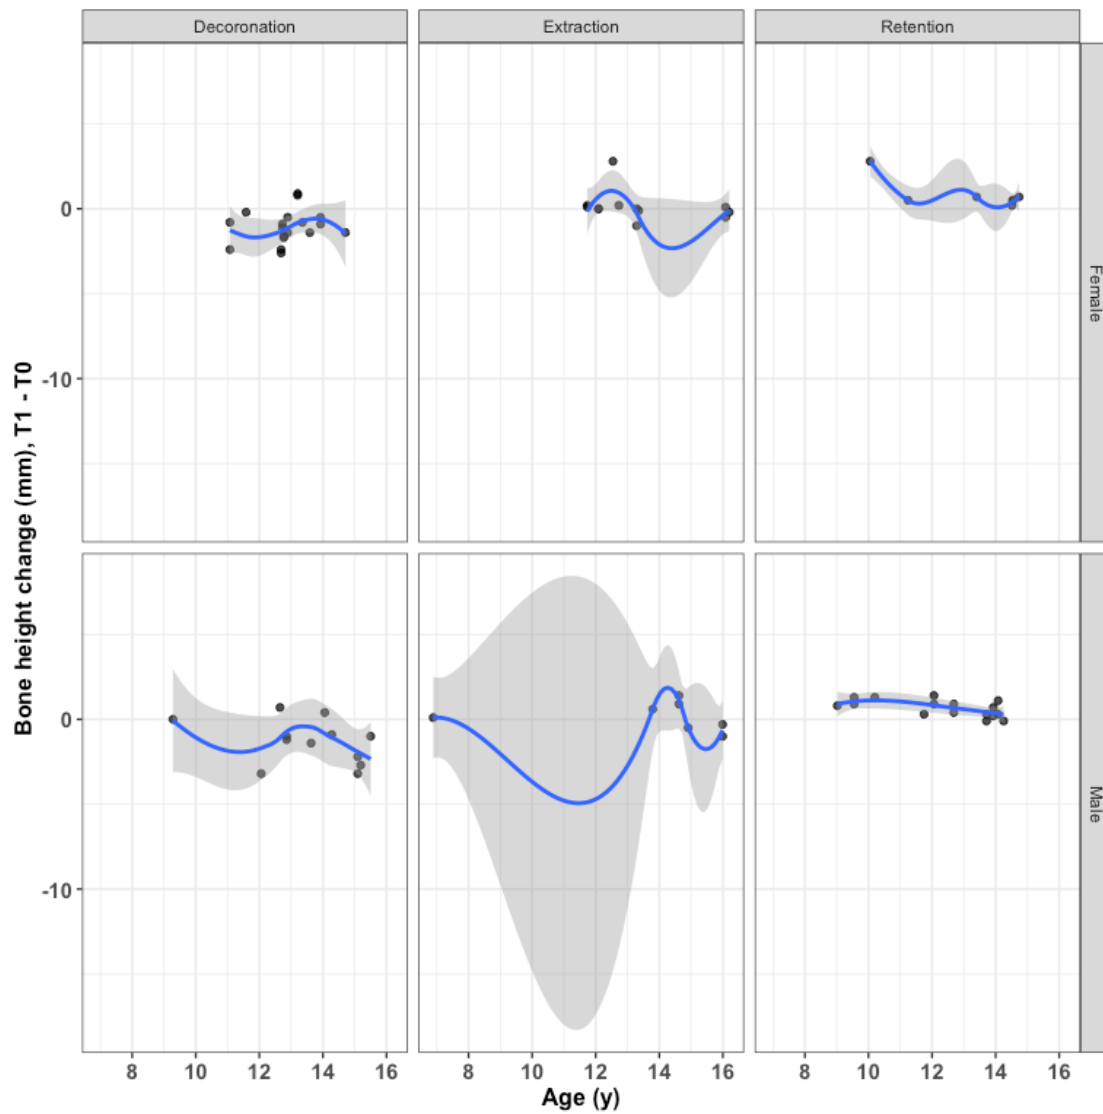 Decoronation Extraction Retention
0
-10
Female
Bone height change (mm), T1 - T0
0
-10
Male
8 10 12 14 16 8 10 12 14 16 8 10 12 14 16
Age (y)